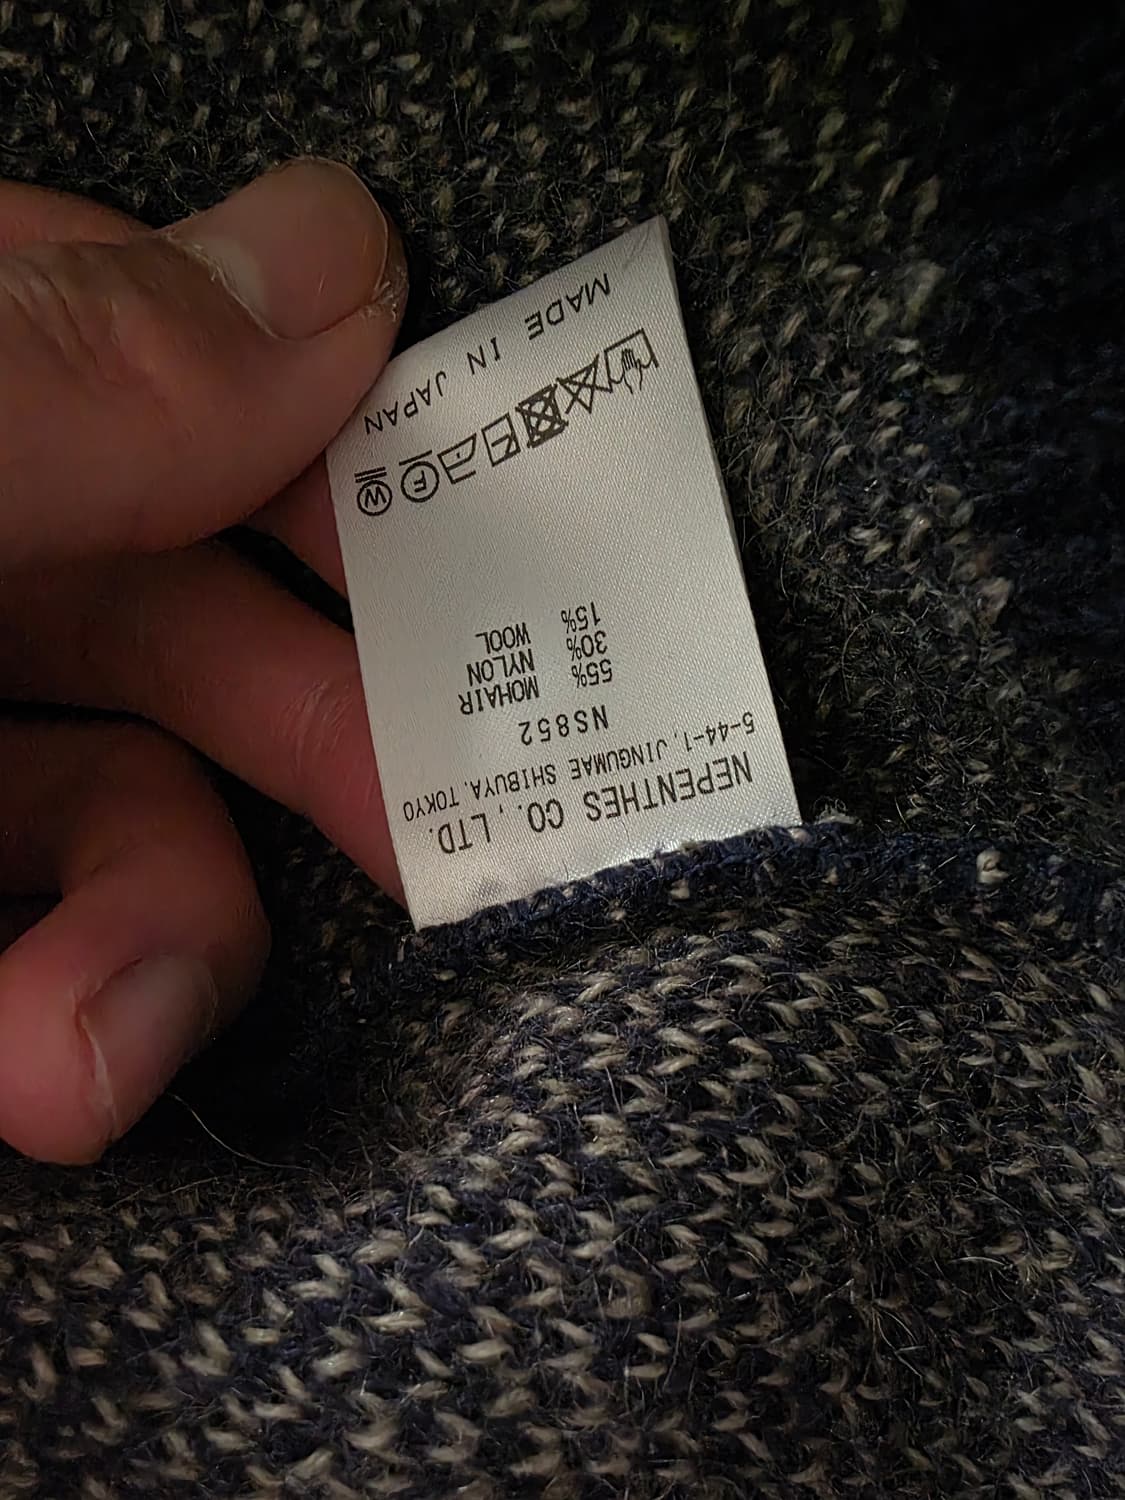 NEPENTHES CO., LTD.
5-44-1, JINGUMAE SHIBUYA, TOKYO
NS852
55% MOHAIR
30% NYLON
15% WOOL
F W
MADE IN JAPAN